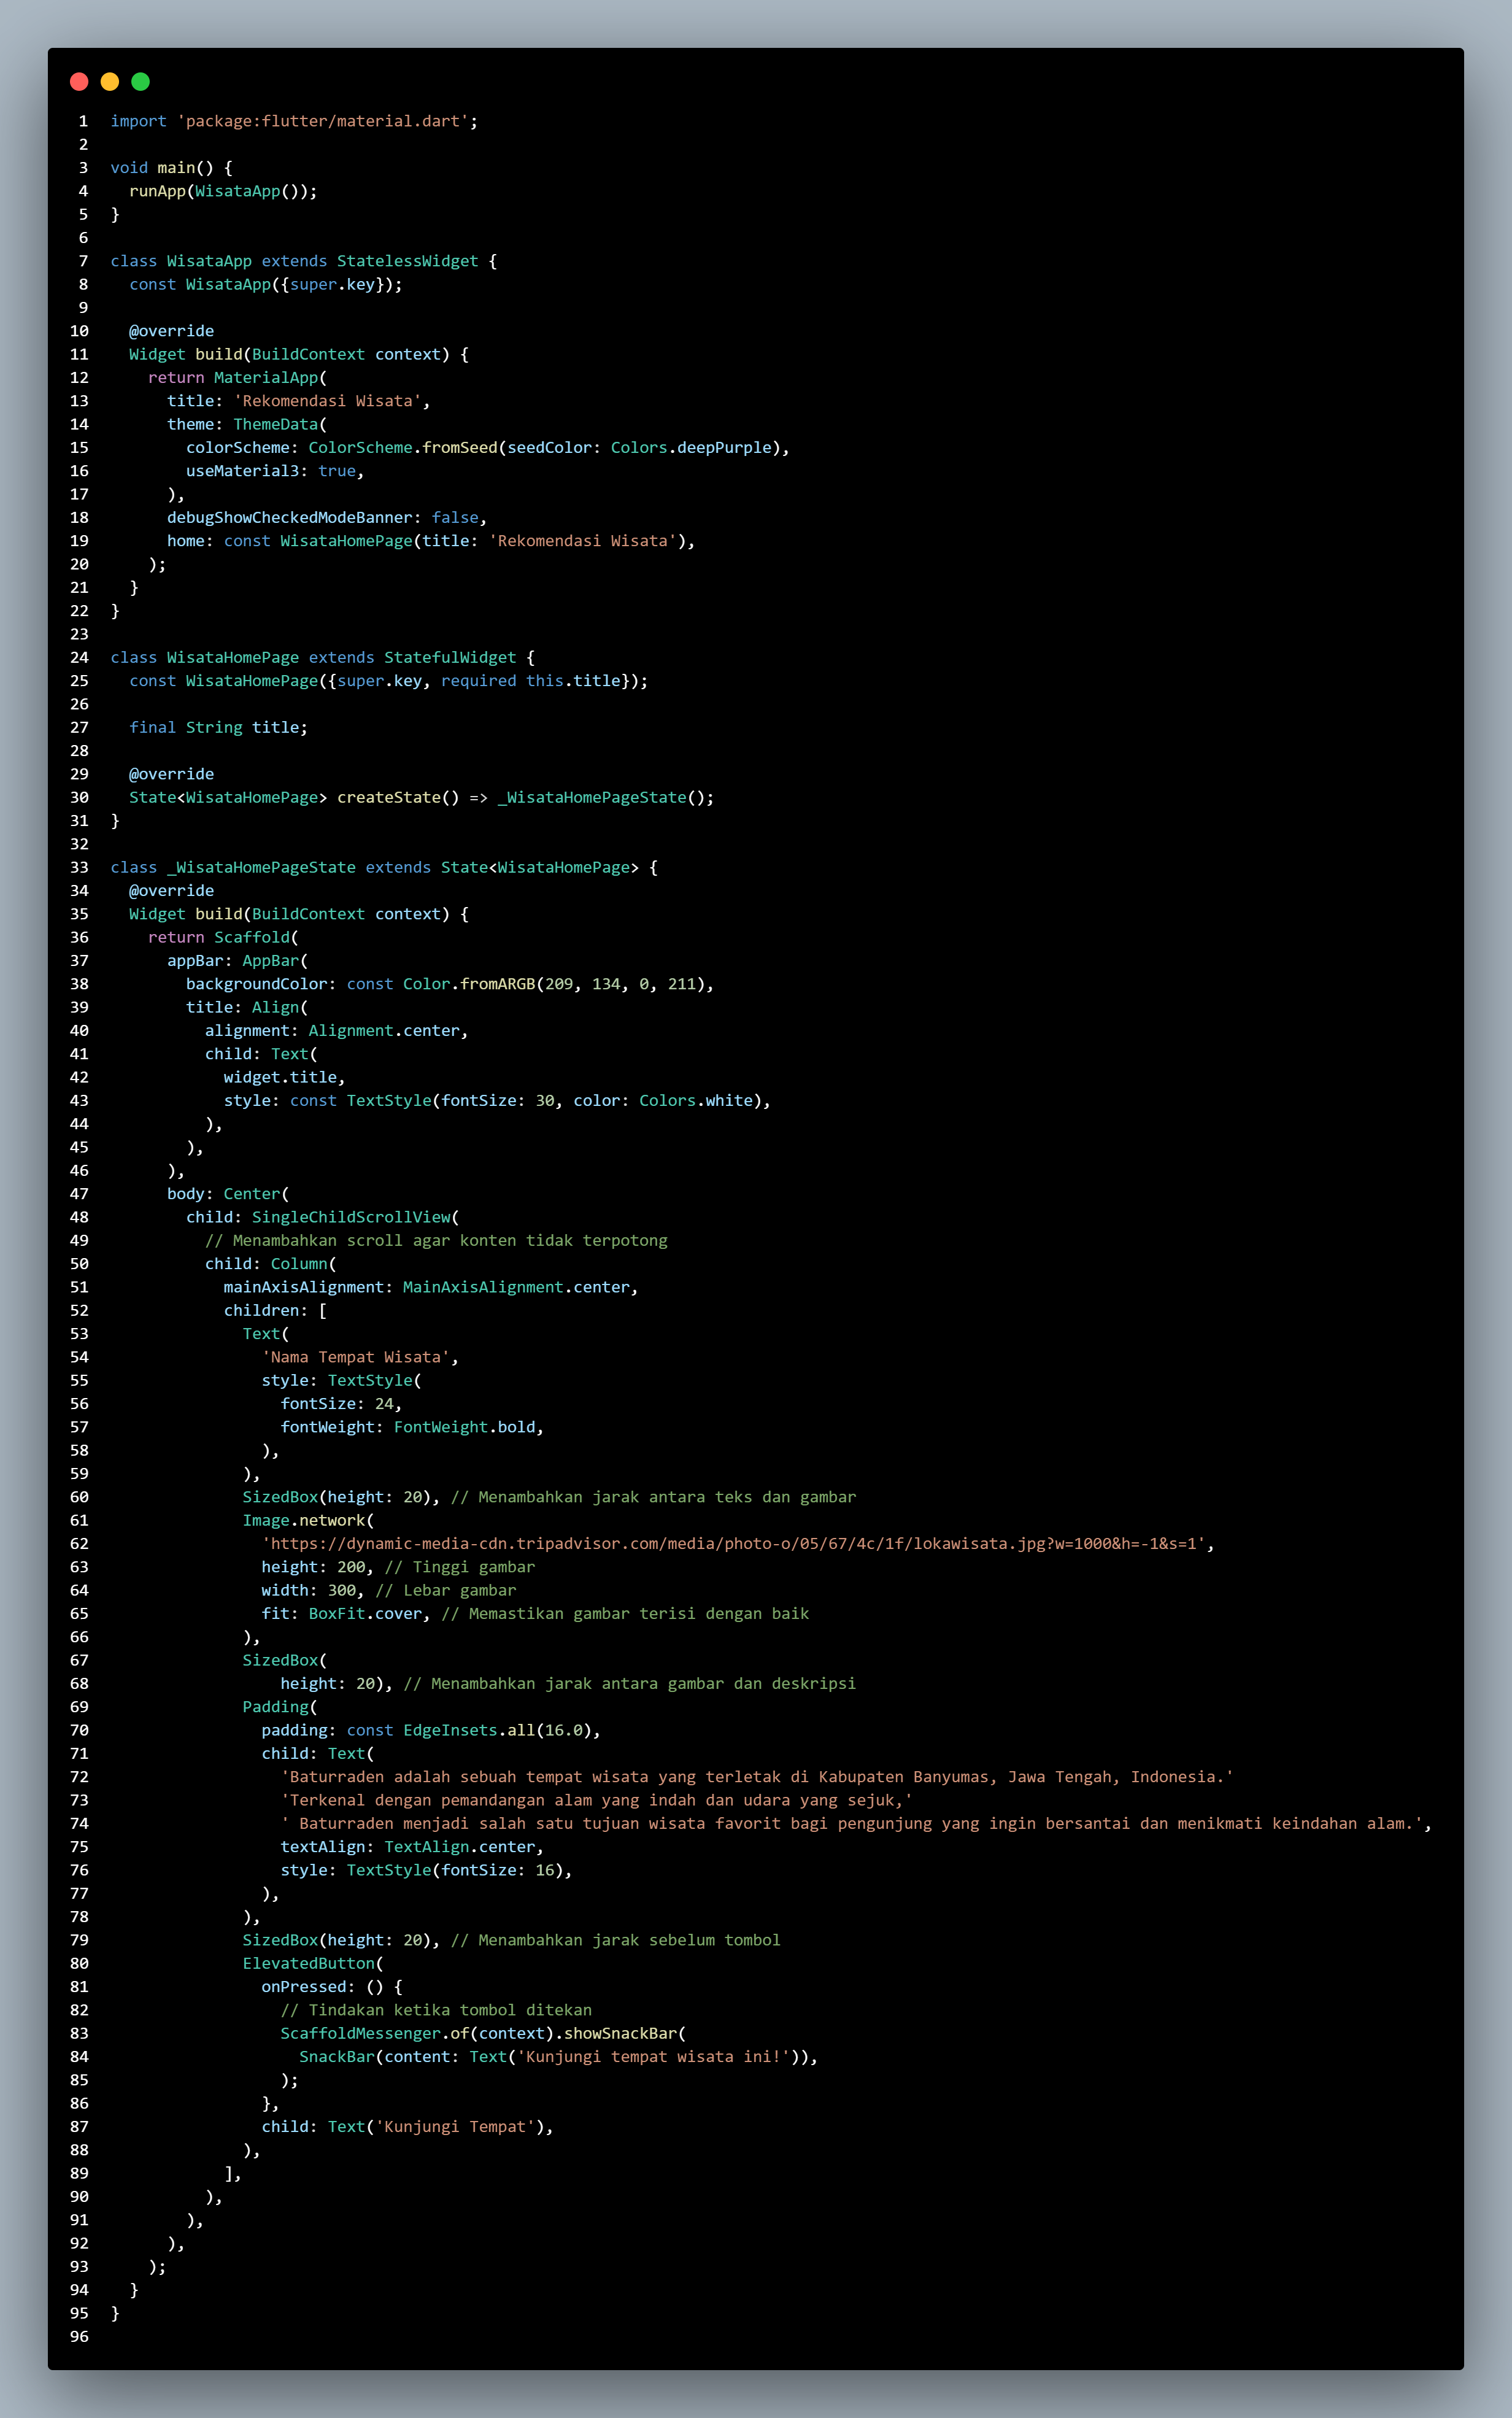 1 import 'package:flutter/material.dart';
2
3 void main() {
4   runApp(WisataApp());
5 }
6
7 class WisataApp extends StatelessWidget {
8   const WisataApp({super.key});
9
10   @override
11   Widget build(BuildContext context) {
12     return MaterialApp(
13       title: 'Rekomendasi Wisata',
14       theme: ThemeData(
15         colorScheme: ColorScheme.fromSeed(seedColor: Colors.deepPurple),
16         useMaterial3: true,
17       ),
18       debugShowCheckedModeBanner: false,
19       home: const WisataHomePage(title: 'Rekomendasi Wisata'),
20     );
21   }
22 }
23
24 class WisataHomePage extends StatefulWidget {
25   const WisataHomePage({super.key, required this.title});
26
27   final String title;
28
29   @override
30   State<WisataHomePage> createState() => _WisataHomePageState();
31 }
32
33 class _WisataHomePageState extends State<WisataHomePage> {
34   @override
35   Widget build(BuildContext context) {
36     return Scaffold(
37       appBar: AppBar(
38         backgroundColor: const Color.fromARGB(209, 134, 0, 211),
39         title: Align(
40           alignment: Alignment.center,
41           child: Text(
42             widget.title,
43             style: const TextStyle(fontSize: 30, color: Colors.white),
44           ),
45         ),
46       ),
47       body: Center(
48         child: SingleChildScrollView(
49           // Menambahkan scroll agar konten tidak terpotong
50           child: Column(
51             mainAxisAlignment: MainAxisAlignment.center,
52             children: [
53               Text(
54                 'Nama Tempat Wisata',
55                 style: TextStyle(
56                   fontSize: 24,
57                   fontWeight: FontWeight.bold,
58                 ),
59               ),
60               SizedBox(height: 20), // Menambahkan jarak antara teks dan gambar
61               Image.network(
62                 'https://dynamic-media-cdn.tripadvisor.com/media/photo-o/05/67/4c/1f/lokawisata.jpg?w=1000&h=-1&s=1',
63                 height: 200, // Tinggi gambar
64                 width: 300, // Lebar gambar
65                 fit: BoxFit.cover, // Memastikan gambar terisi dengan baik
66               ),
67               SizedBox(
68                   height: 20), // Menambahkan jarak antara gambar dan deskripsi
69               Padding(
70                 padding: const EdgeInsets.all(16.0),
71                 child: Text(
72                   'Baturraden adalah sebuah tempat wisata yang terletak di Kabupaten Banyumas, Jawa Tengah, Indonesia.'
73                   'Terkenal dengan pemandangan alam yang indah dan udara yang sejuk,'
74                   ' Baturraden menjadi salah satu tujuan wisata favorit bagi pengunjung yang ingin bersantai dan menikmati keindahan alam.',
75                   textAlign: TextAlign.center,
76                   style: TextStyle(fontSize: 16),
77                 ),
78               ),
79               SizedBox(height: 20), // Menambahkan jarak sebelum tombol
80               ElevatedButton(
81                 onPressed: () {
82                   // Tindakan ketika tombol ditekan
83                   ScaffoldMessenger.of(context).showSnackBar(
84                     SnackBar(content: Text('Kunjungi tempat wisata ini!')),
85                   );
86                 },
87                 child: Text('Kunjungi Tempat'),
88               ),
89             ],
90           ),
91         ),
92       ),
93     );
94   }
95 }
96